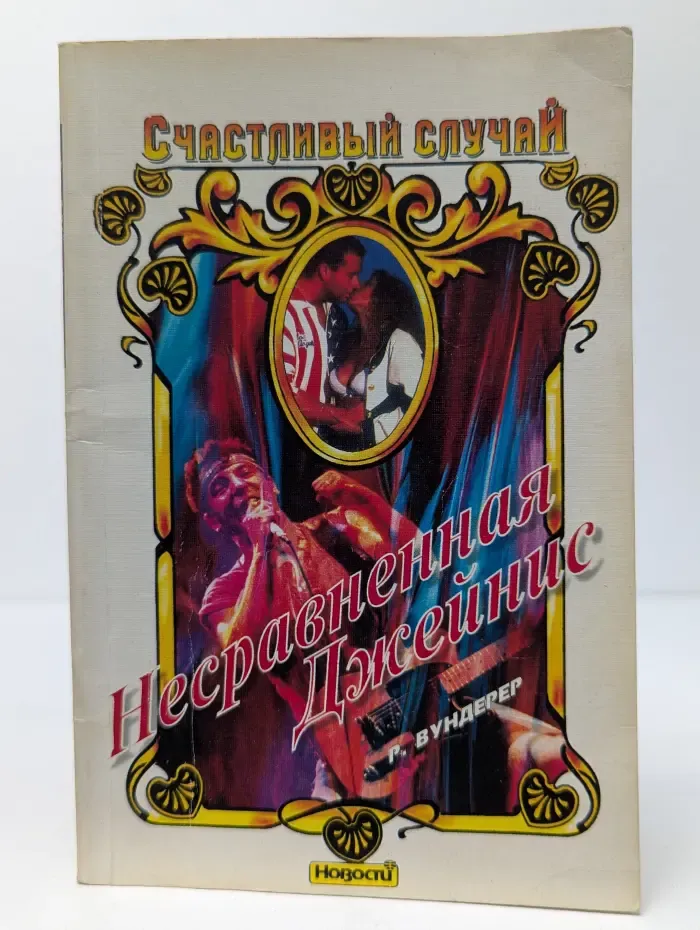 Счастливый случай
Несравненная
Джейнис
Р. ВУНДЕРЕР
Новости